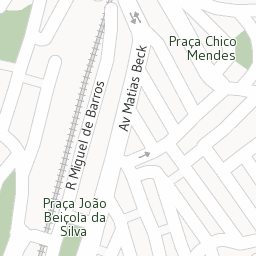 Praça Chico
Mendes
Av Matias Beck
R Miguel de Barros
Praça João
Beiçola da
Silva